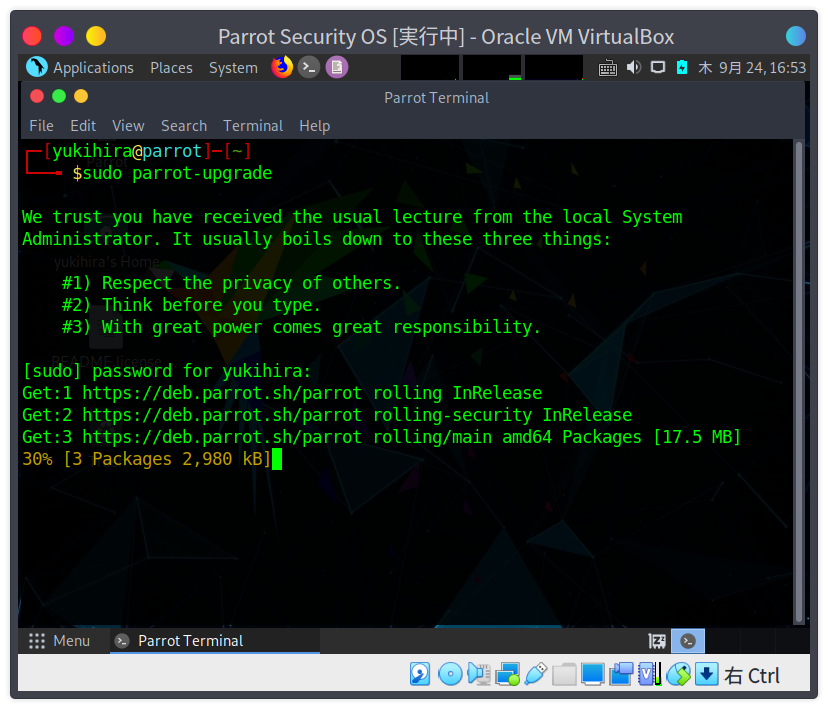 Parrot Security OS [実行中] - Oracle VM VirtualBox
Applications Places System 木 9月 24, 16:53
Parrot Terminal
File Edit View Search Terminal Help
[yukihira@parrot]─[~]
$sudo parrot-upgrade
We trust you have received the usual lecture from the local System
Administrator. It usually boils down to these three things:
yukihira's Home
#1) Respect the privacy of others.
#2) Think before you type.
#3) With great power comes great responsibility.
README.license
[sudo] password for yukihira:
Get:1 https://deb.parrot.sh/parrot rolling InRelease
Get:2 https://deb.parrot.sh/parrot rolling-security InRelease
Get:3 https://deb.parrot.sh/parrot rolling/main amd64 Packages [17.5 MB]
30% [3 Packages 2,980 kB]
Menu Parrot Terminal
右 Ctrl